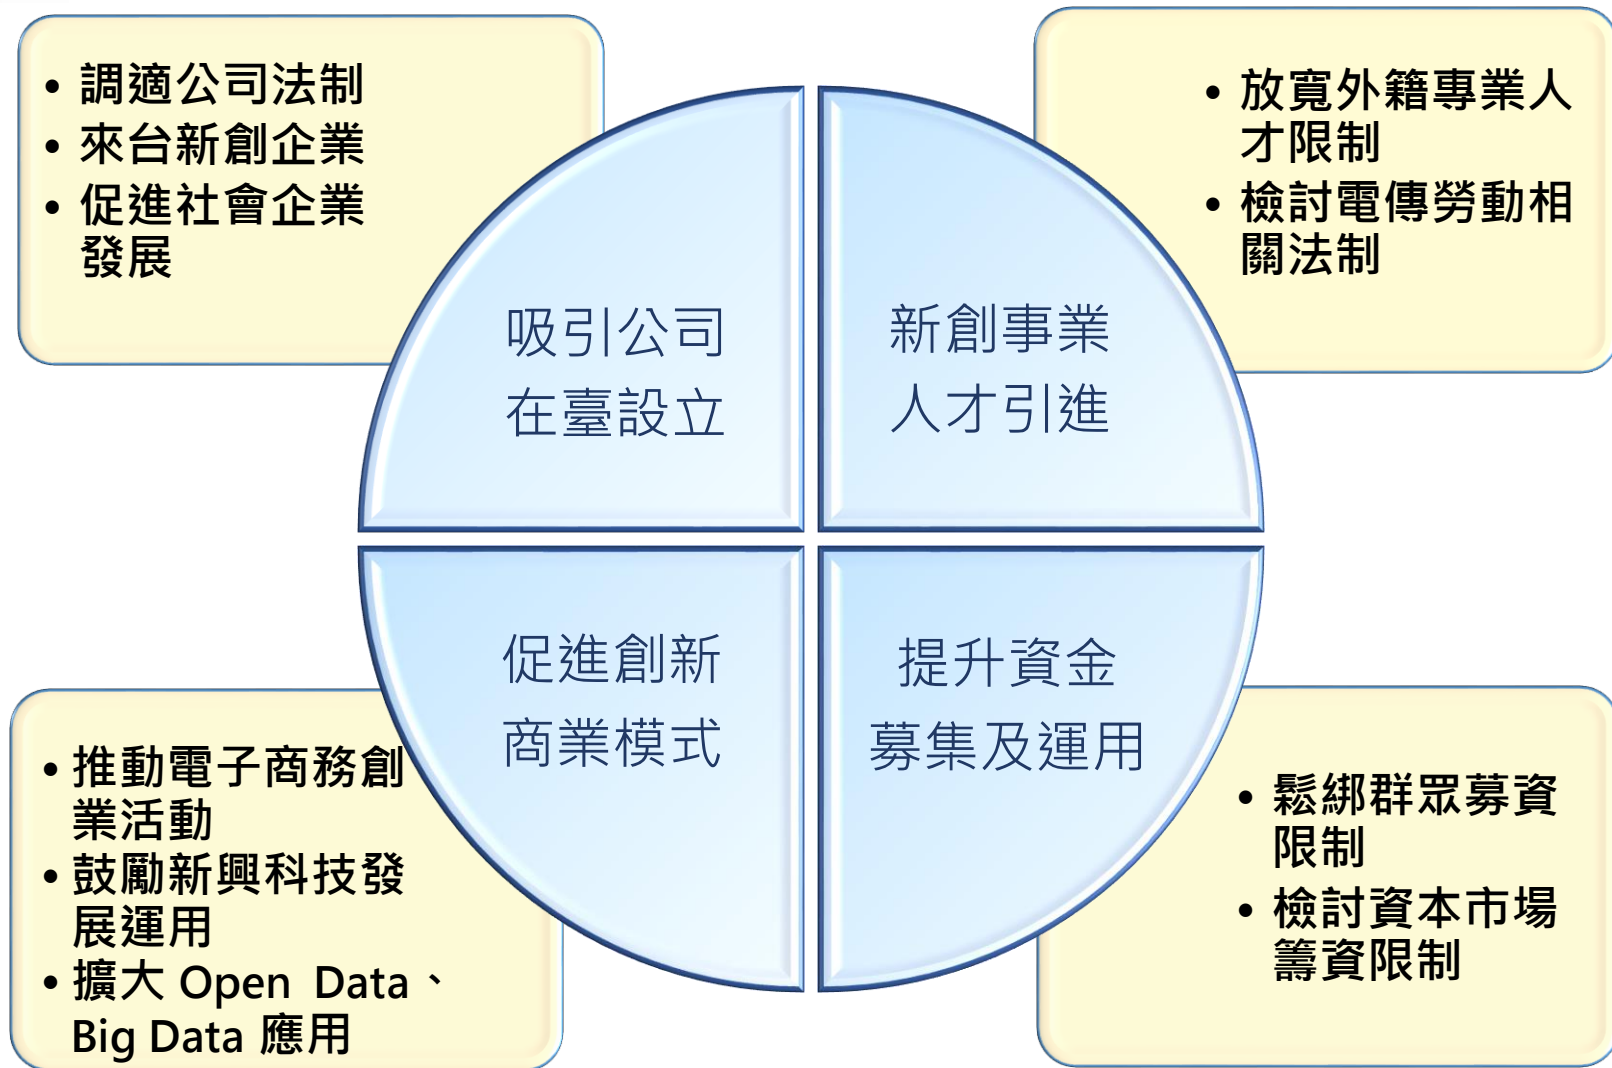 • 調適公司法制
• 來台新創企業
• 促進社會企業
發展
吸引公司
在臺設立
• 放寬外籍專業人
才限制
• 檢討電傳勞動相
關法制
新創事業
人才引進
• 推動電子商務創
業活動
• 鼓勵新興科技發
展運用
• 擴大 Open Data、
Big Data 應用
促進創新
商業模式
• 鬆綁群眾募資
限制
• 檢討資本市場
籌資限制
提升資金
募集及運用